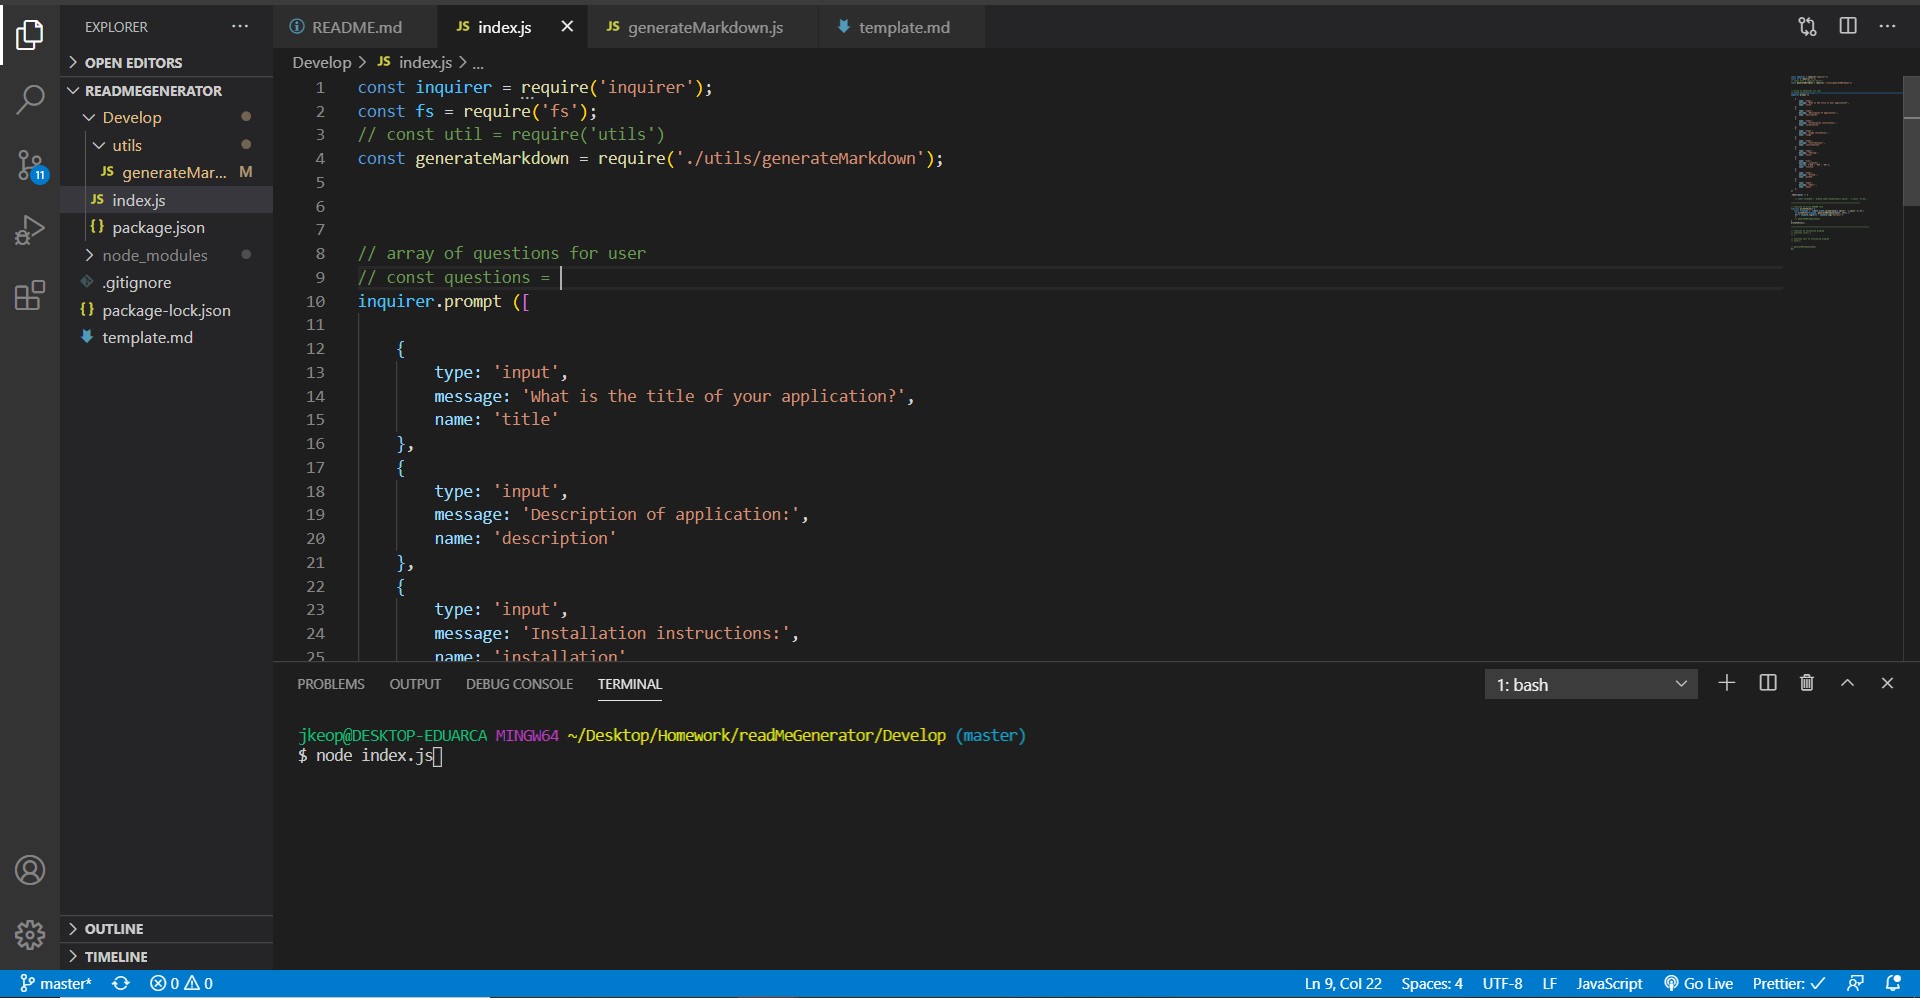 EXPLORER
OPEN EDITORS
READMEGENERATOR
Develop
utils
JS generateMar... M
JS index.js
{} package.json
node_modules
.gitignore
{} package-lock.json
template.md
OUTLINE
TIMELINE
11
README.md JS index.js JS generateMarkdown.js template.md
Develop > JS index.js > ...
1 const inquirer = require('inquirer');
2 const fs = require('fs');
3 // const util = require('utils')
4 const generateMarkdown = require('./utils/generateMarkdown');
5
6
7
8 // array of questions for user
9 // const questions =
10 inquirer.prompt ([
11
12 {
13 type: 'input',
14 message: 'What is the title of your application?',
15 name: 'title'
16 },
17 {
18 type: 'input',
19 message: 'Description of application:',
20 name: 'description'
21 },
22 {
23 type: 'input',
24 message: 'Installation instructions:',
25 name: 'installation'
PROBLEMS OUTPUT DEBUG CONSOLE TERMINAL 1: bash
jkeop@DESKTOP-EDUARCA MINGW64 ~/Desktop/Homework/readMeGenerator/Develop (master)
$ node index.js
master* 0 0 Ln 9, Col 22 Spaces: 4 UTF-8 LF JavaScript Go Live Prettier: ✓